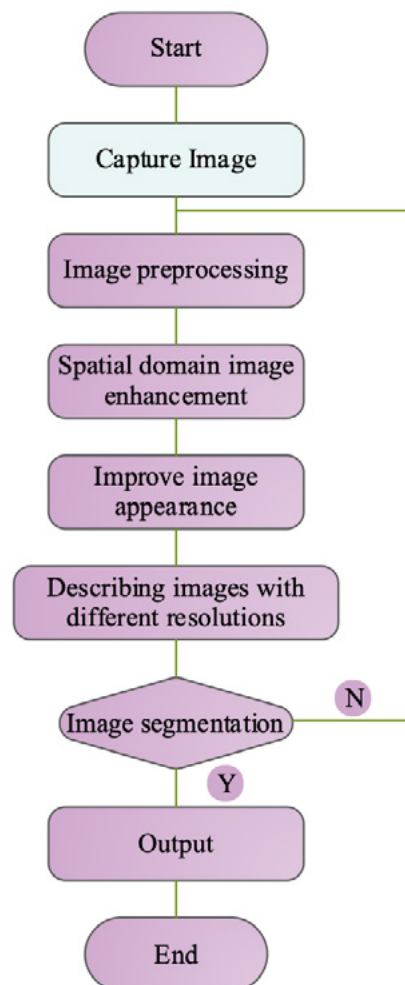 Start
Capture Image
Image preprocessing
Spatial domain image
enhancement
Improve image
appearance
Describing images with
different resolutions
Image segmentation
N
Y
Output
End